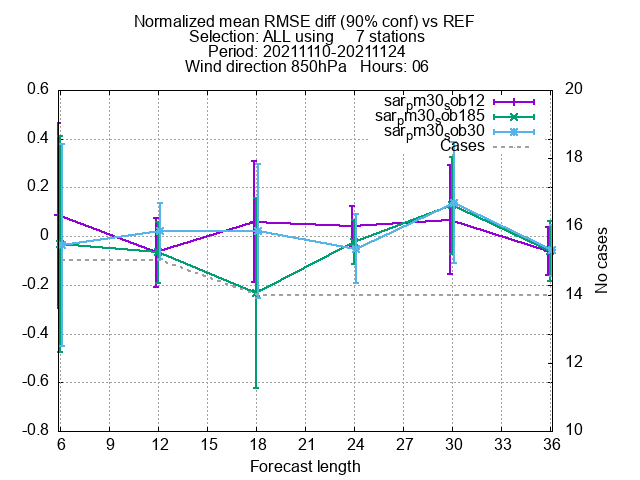 Normalized mean RMSE diff (90% conf) vs REF
Selection: ALL using 7 stations
Period: 20211110-20211124
Wind direction 850hPa Hours: 06
0.6
0.4
0.2
0
-0.2
-0.4
-0.6
-0.8
20
18
16
14
12
10
No cases
sarpm30sob12
sarpm30sob185
sarpm30sob30
Cases
6 9 12 15 18 21 24 27 30 33 36
Forecast length